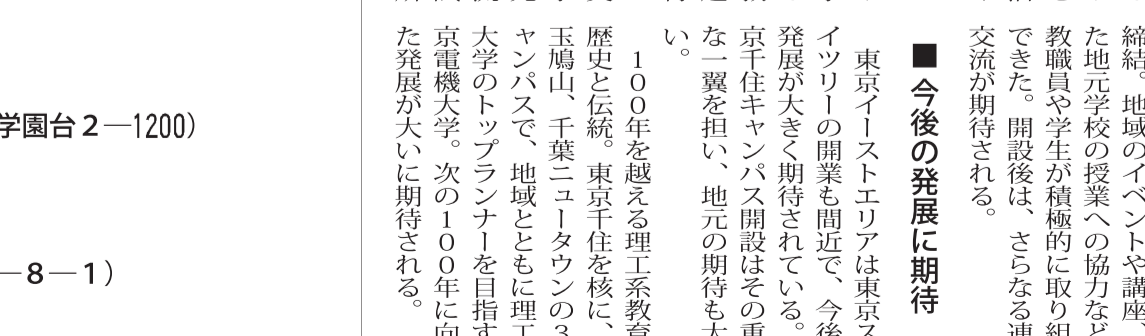 締結。地域のイベントや講座
た地元学校の授業への協力など
教職員や学生が積極的に取り組
できた。開設後は、さらなる連
交流が期待される。
■今後の発展に期待
東京イーストエリアは東京ス
イツリーの開業も間近で、今後
発展が大きく期待されている。
京千住キャンパス開設はその重
な一翼を担い、地元の期待も大
い。
100年を越える理工系教育
歴史と伝統。東京千住を核に、
玉鳩山、千葉ニュータウンの3
ャンパスで、地域とともに理工
大学のトップランナーを目指す
京電機大学。次の100年に向
た発展が大いに期待される。
学園台2―1200)
―8―1)